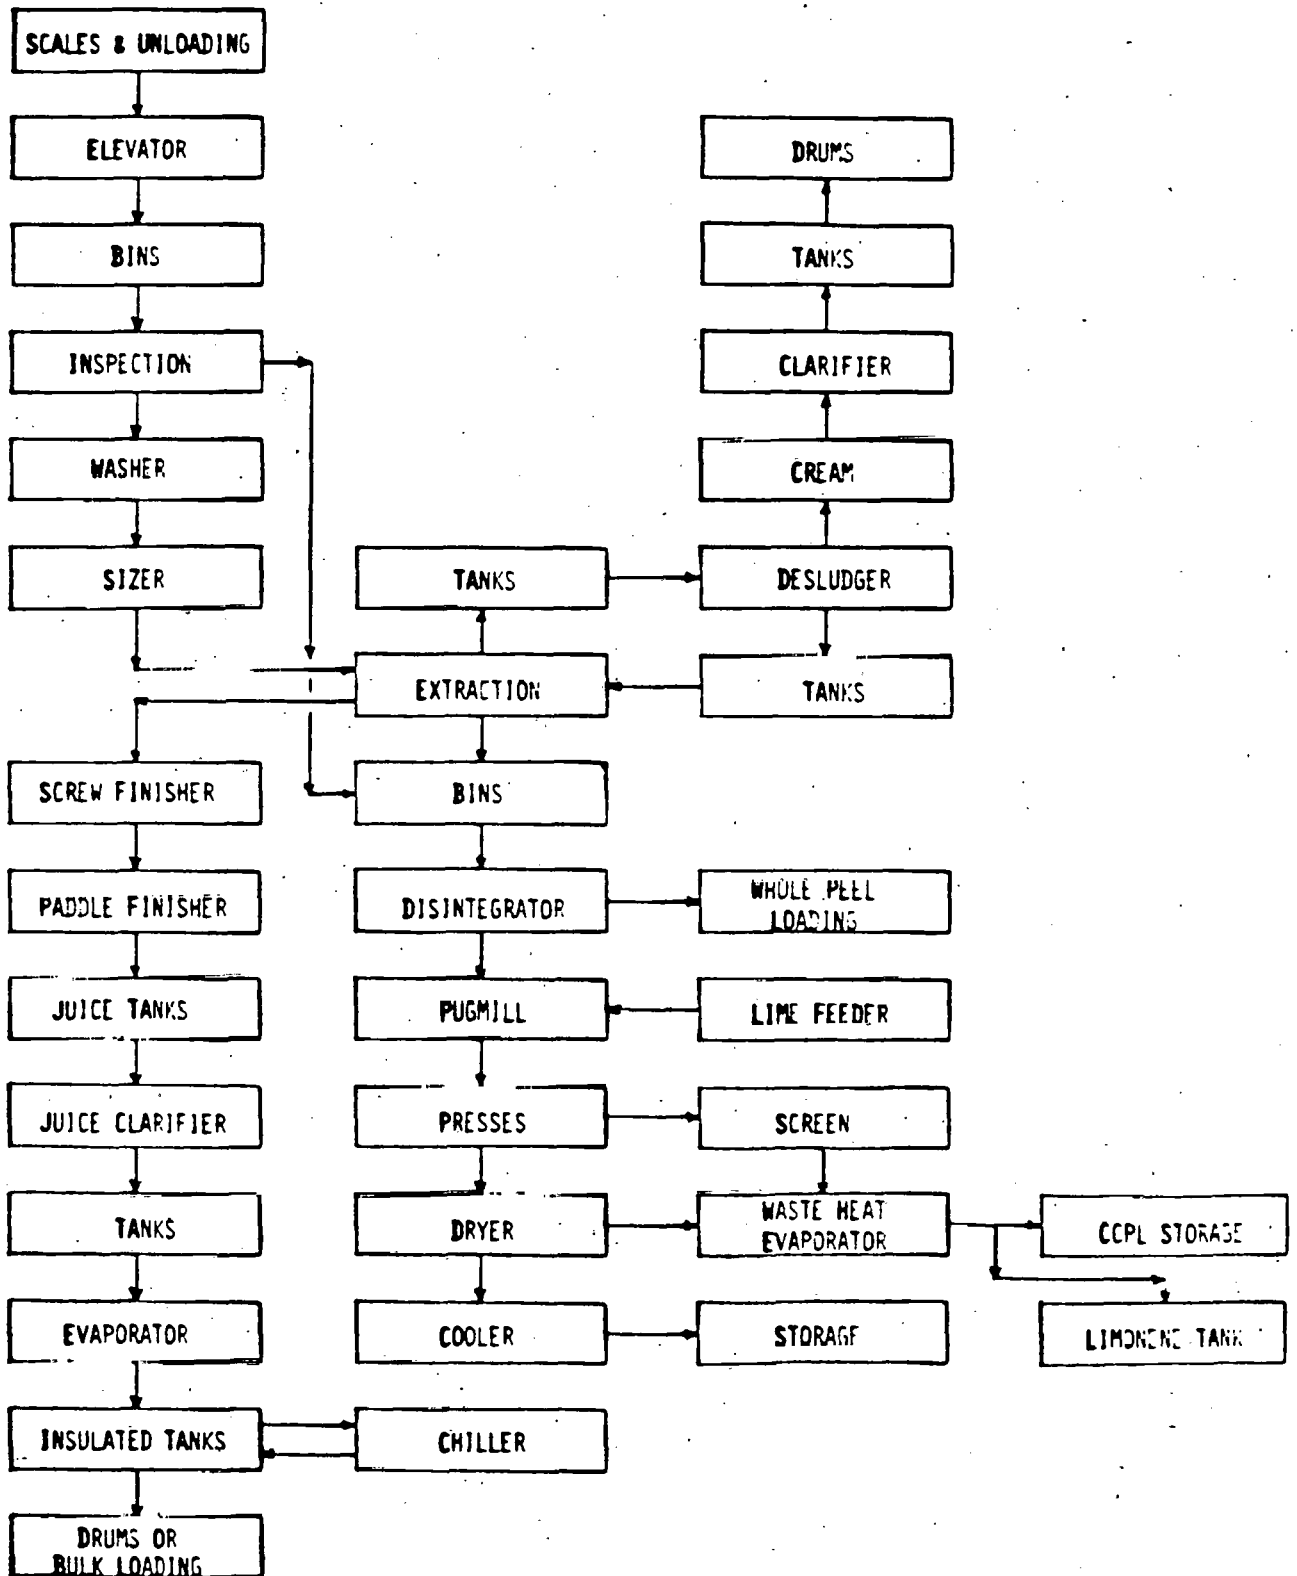 SCALES & UNLOADING
ELEVATOR
BINS
INSPECTION
WASHER
SIZER
SCREW FINISHER
PADDLE FINISHER
JUICE TANKS
JUICE CLARIFIER
TANKS
EVAPORATOR
INSULATED TANKS
DRUMS OR
BULK LOADING
TANKS
EXTRACTION
BINS
DISINTEGRATOR
PUGMILL
PRESSES
DRYER
COOLER
CHILLER
DRUMS
TANKS
CLARIFIER
CREAM
DESLUDGER
TANKS
WHOLE PEEL
LOADING
LIME FEEDER
SCREEN
WASTE HEAT
EVAPORATOR
STORAGE
CCPL STORAGE
LIMONENE TANK